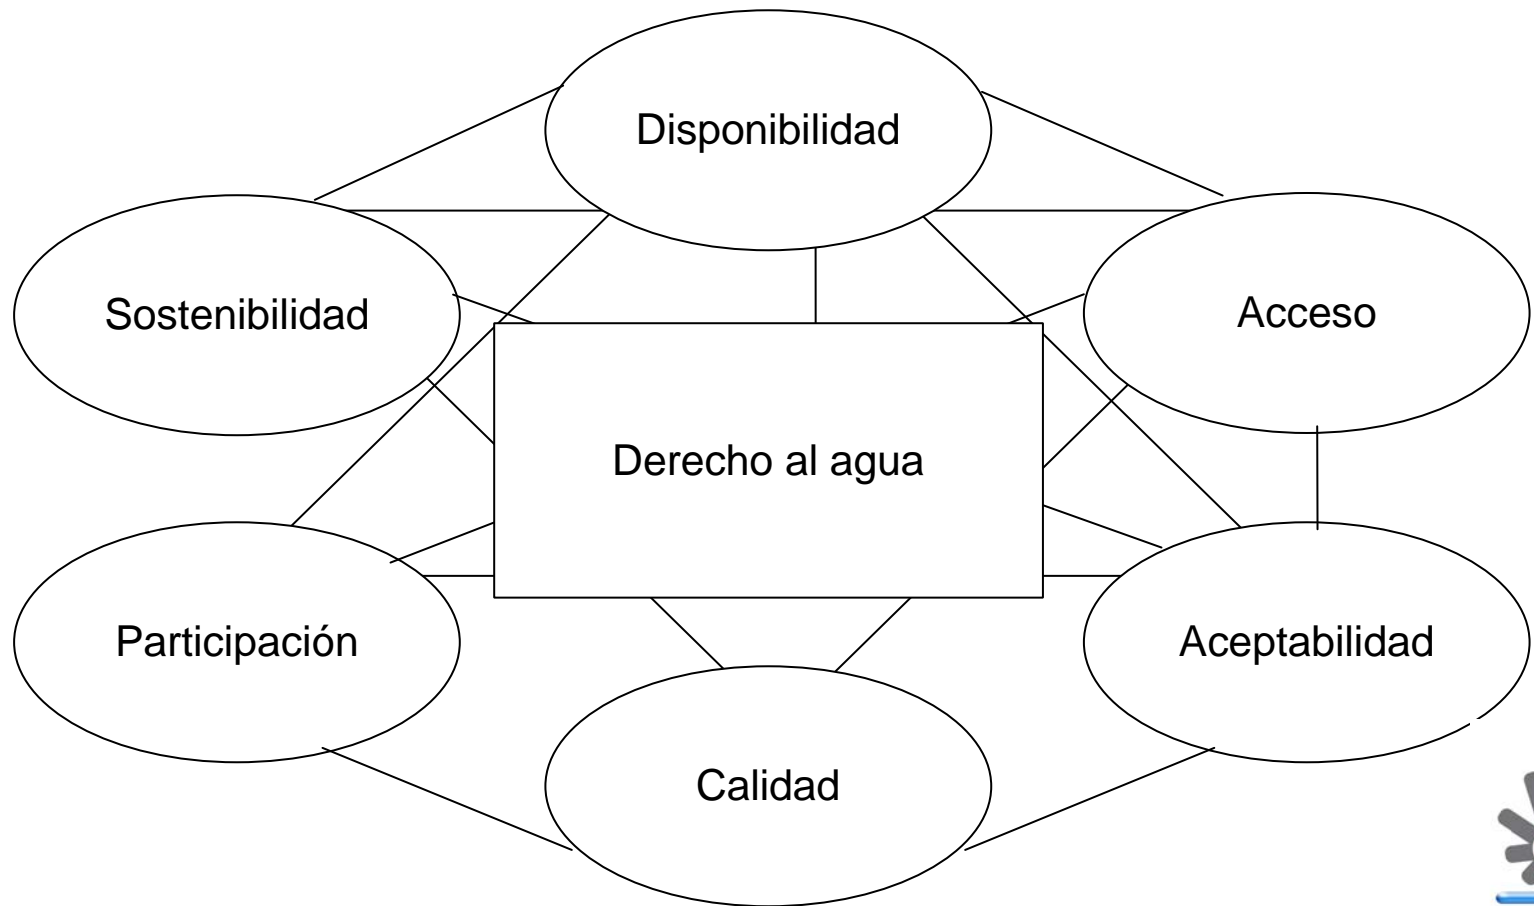 Disponibilidad
Sostenibilidad
Acceso
Derecho al agua
Participación
Aceptabilidad
Calidad